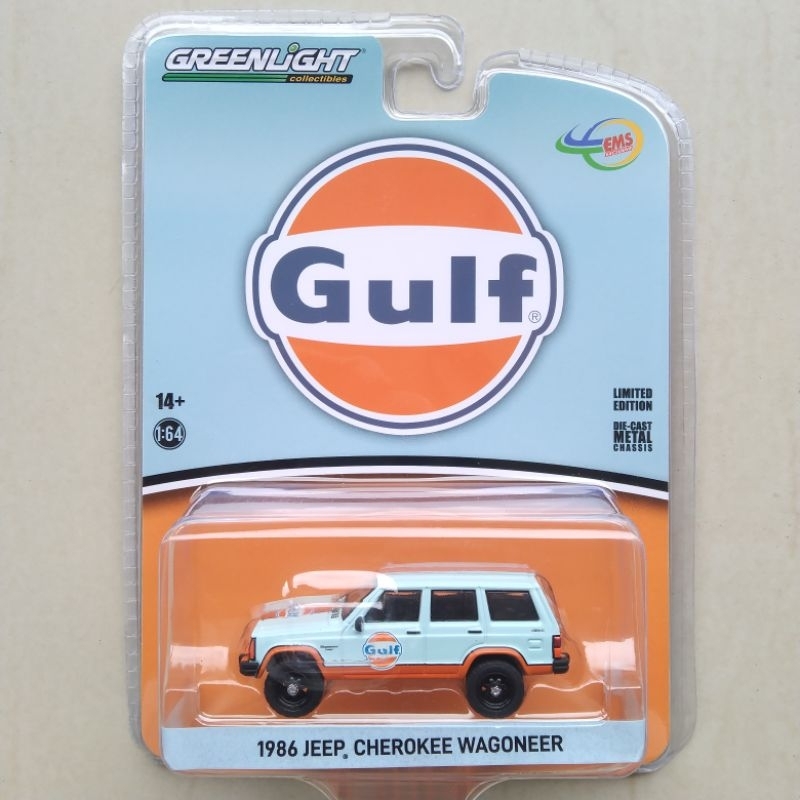 GREENLiGHT®
collectibles
EMS
Gulf®
14+
1:64
LIMITED
EDITION
DIE-CAST
METAL
CHASSIS
Gulf
1986 JEEP® CHEROKEE WAGONEER